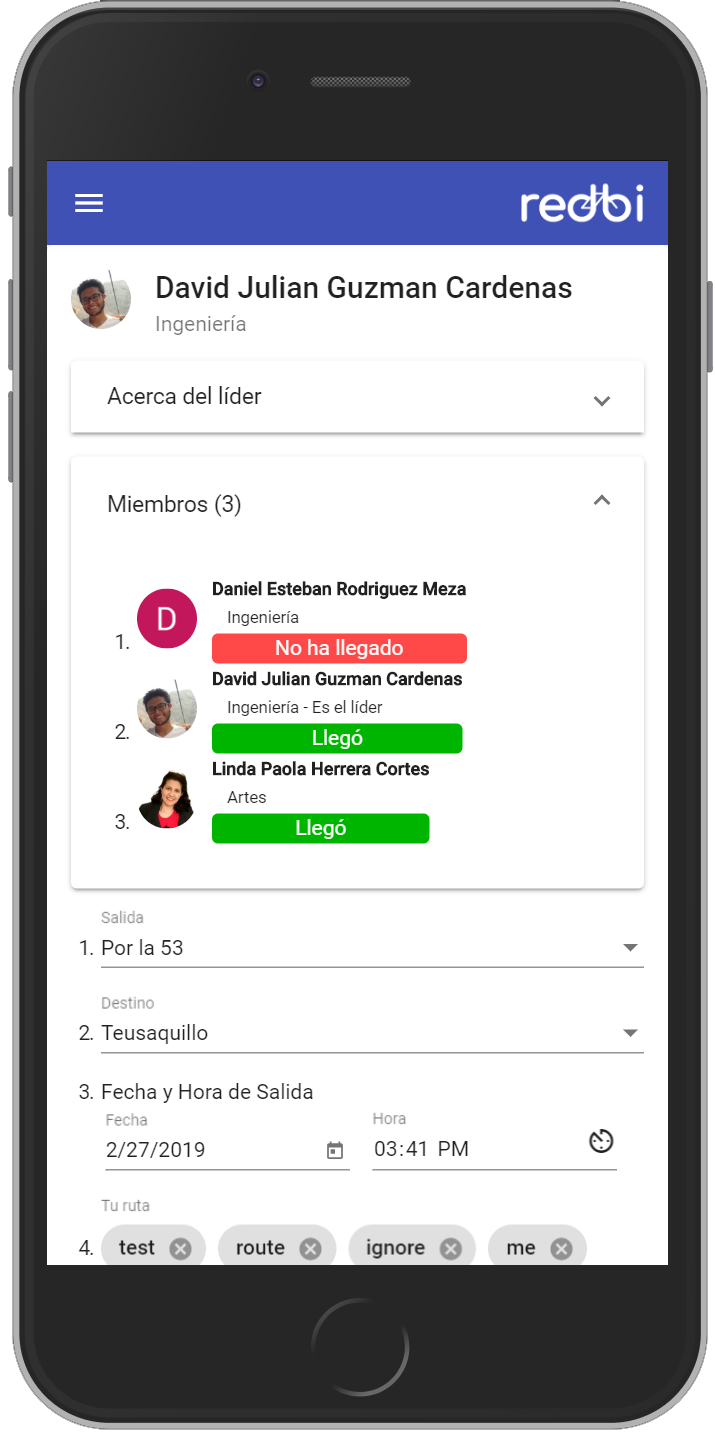 redbi
David Julian Guzman Cardenas
Ingeniería
Acerca del líder
Miembros (3)
Daniel Esteban Rodriguez Meza
D
Ingeniería
1.
No ha llegado
David Julian Guzman Cardenas
Ingeniería - Es el líder
2.
Llegó
Linda Paola Herrera Cortes
Artes
3.
Llegó
Salida
1. Por la 53
Destino
2. Teusaquillo
3. Fecha y Hora de Salida
Fecha
Hora
2/27/2019
03:41 PM
Tu ruta
4. test route ignore me